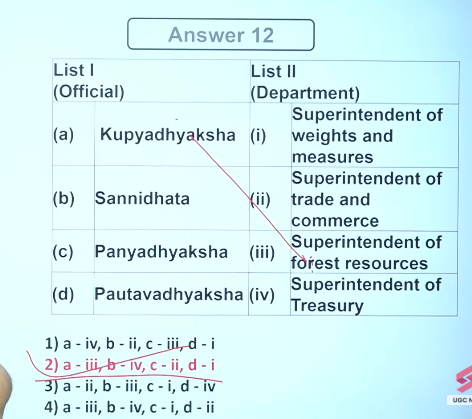 Answer 12
List I
(Official)
List II
(Department)
(a) Kupyadhyaksha (i) Superintendent of
weights and
measures
(b) Sannidhata (ii) Superintendent of
trade and
commerce
(c) Panyadhyaksha (iii) Superintendent of
forest resources
(d) Pautavadhyaksha (iv) Superintendent of
Treasury
1) a - iv, b - ii, c - iii, d - i
2) a - iii, b - iv, c - ii, d - i
3) a - ii, b - iii, c - i, d - iv
4) a - iii, b - iv, c - i, d - ii
UGC N